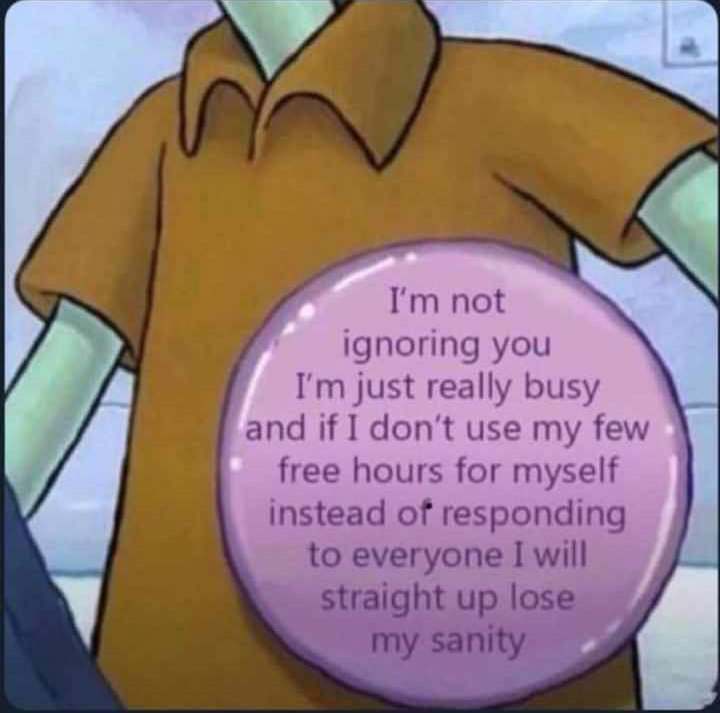 I'm not
ignoring you
I'm just really busy
and if I don't use my few
free hours for myself
instead of responding
to everyone I will
straight up lose
my sanity